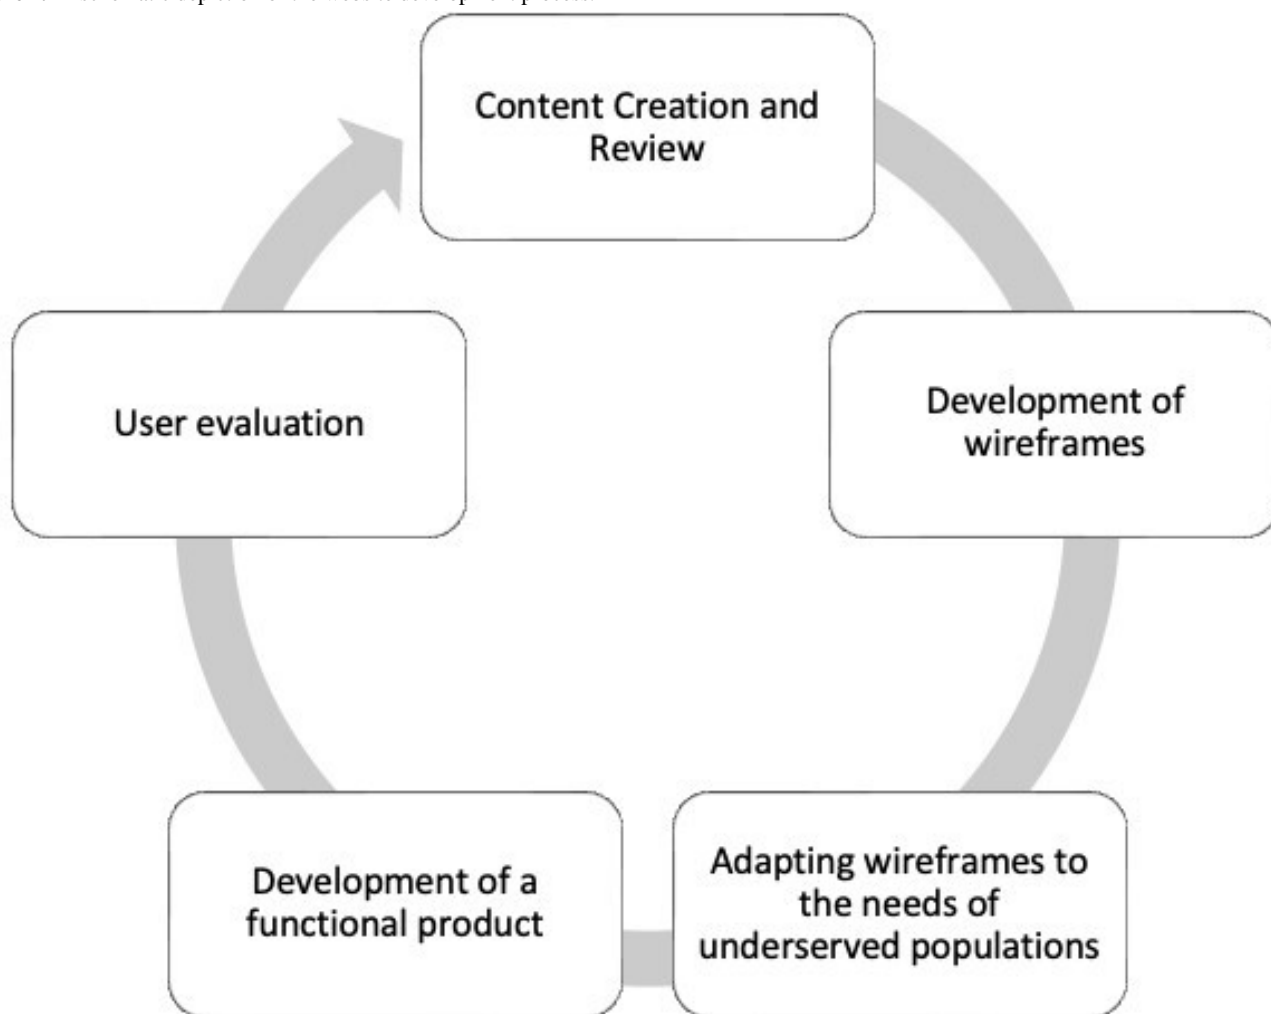 Content Creation and
Review
Development of
wireframes
Adapting wireframes to
the needs of
underserved populations
Development of a
functional product
User evaluation